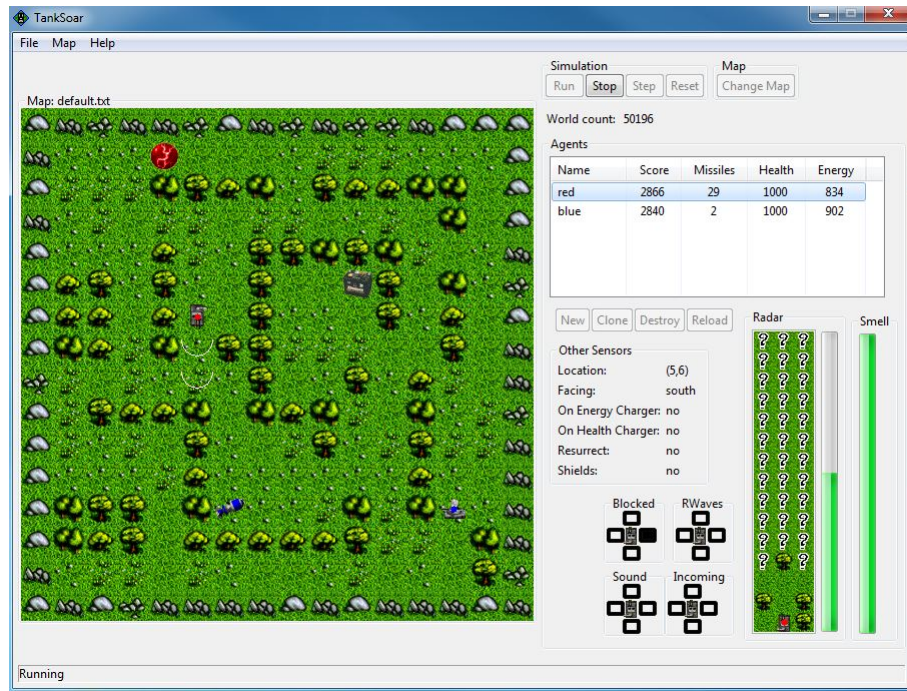 TankSoar
File Map Help
Simulation
Map
Run Stop Step Reset
Change Map
Map: default.txt
World count: 50196
Agents
Name Score Missiles Health Energy
red 2866 29 1000 834
blue 2840 2 1000 902
New Clone Destroy Reload
Radar
Smell
Other Sensors
Location: (5,6)
Facing: south
On Energy Charger: no
On Health Charger: no
Resurrect: no
Shields: no
? ? ?
? ? ?
? ? ?
? ? ?
? ? ?
? ? ?
? ? ?
? ? ?
? ? ?
? ? ?
? ? ?
? ?
Blocked
RWaves
Sound
Incoming
Running